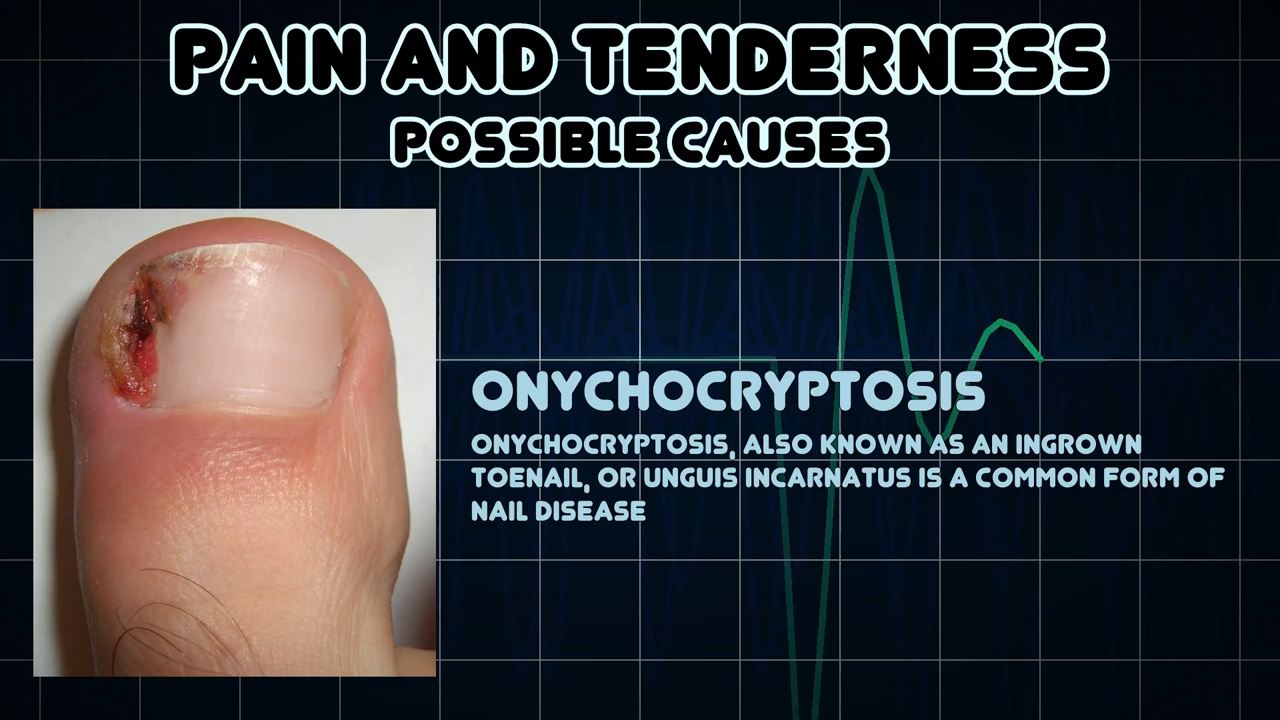 PAIN AND TENDERNESS
POSSIBLE CAUSES
ONYCHOCRYPTOSIS
ONYCHOCRYPTOSIS, ALSO KNOWN AS AN INGROWN
TOENAIL, OR UNGUIS INCARNATUS IS A COMMON FORM OF
NAIL DISEASE